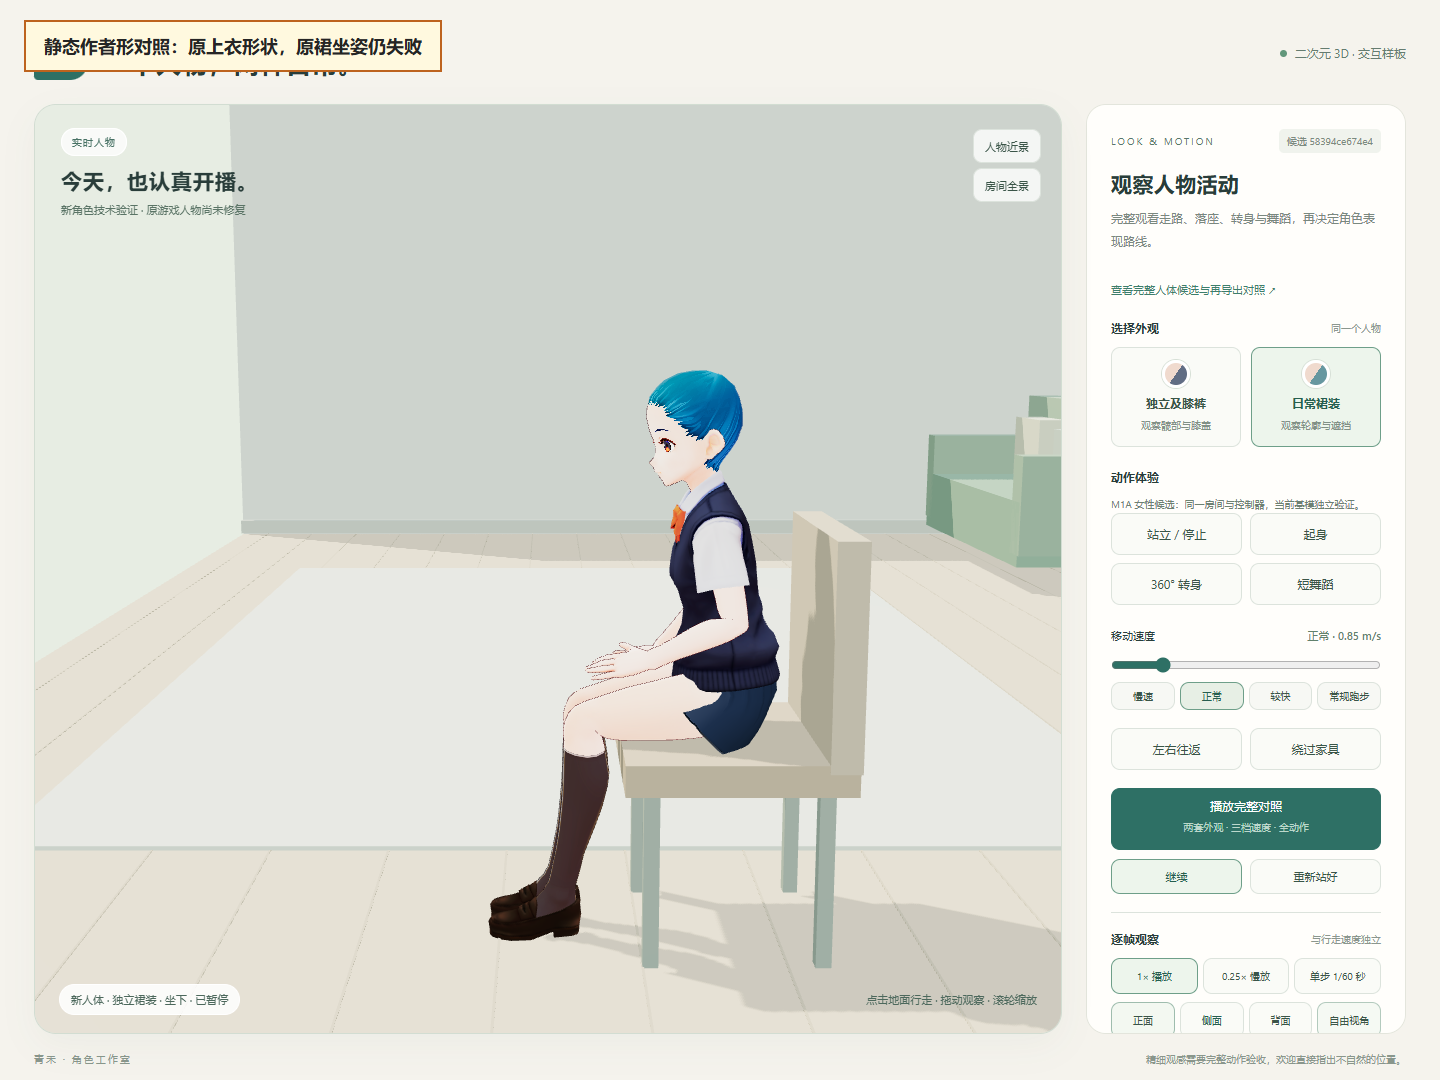 静态作者形对照：原上衣形状，原裙坐姿仍失败
二次元 3D · 交互样板
实时人物
今天，也认真开播。
新角色技术验证 · 原游戏人物尚未修复
人物近景
房间全景
新人体 · 独立裙装 · 坐下 · 已暂停
点击地面行走 · 拖动观察 · 滚轮缩放
LOOK & MOTION
候选 58394ce674e4
观察人物活动
完整观看走路、落座、转身与舞蹈，再决定角色表
现路线。
查看完整人体候选与再导出对照 ↗
选择外观
同一个人物
独立及膝裤
观察髋部与膝盖
日常裙装
观察轮廓与遮挡
动作体验
M1A 女性候选：同一房间与控制器，当前基模独立验证。
站立 / 停止
起身
360° 转身
短舞蹈
移动速度
正常 · 0.85 m/s
慢速
正常
较快
常规跑步
左右往返
绕过家具
播放完整对照
两套外观 · 三档速度 · 全动作
继续
重新站好
逐帧观察
与行走速度独立
1× 播放
0.25× 慢放
单步 1/60 秒
正面
侧面
背面
自由视角
青禾 · 角色工作室
精细观感需要完整动作验收，欢迎直接指出不自然的位置。